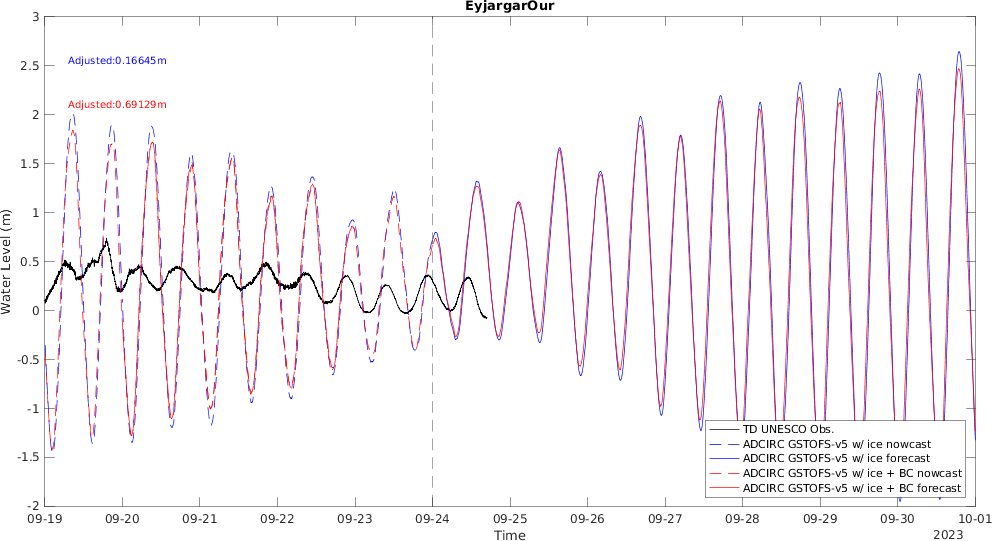 EyjargarOur
3
2.5
2
1.5
1
0.5
0
-0.5
-1
-1.5
-2
Water Level (m)
Adjusted:0.16645m
Adjusted:0.69129m
TD UNESCO Obs.
ADCIRC GSTOFS-v5 w/ ice nowcast
ADCIRC GSTOFS-v5 w/ ice forecast
ADCIRC GSTOFS-v5 w/ ice + BC nowcast
ADCIRC GSTOFS-v5 w/ ice + BC forecast
09-19 09-20 09-21 09-22 09-23 09-24 09-25 09-26 09-27 09-28 09-29 09-30 10-01
Time
2023